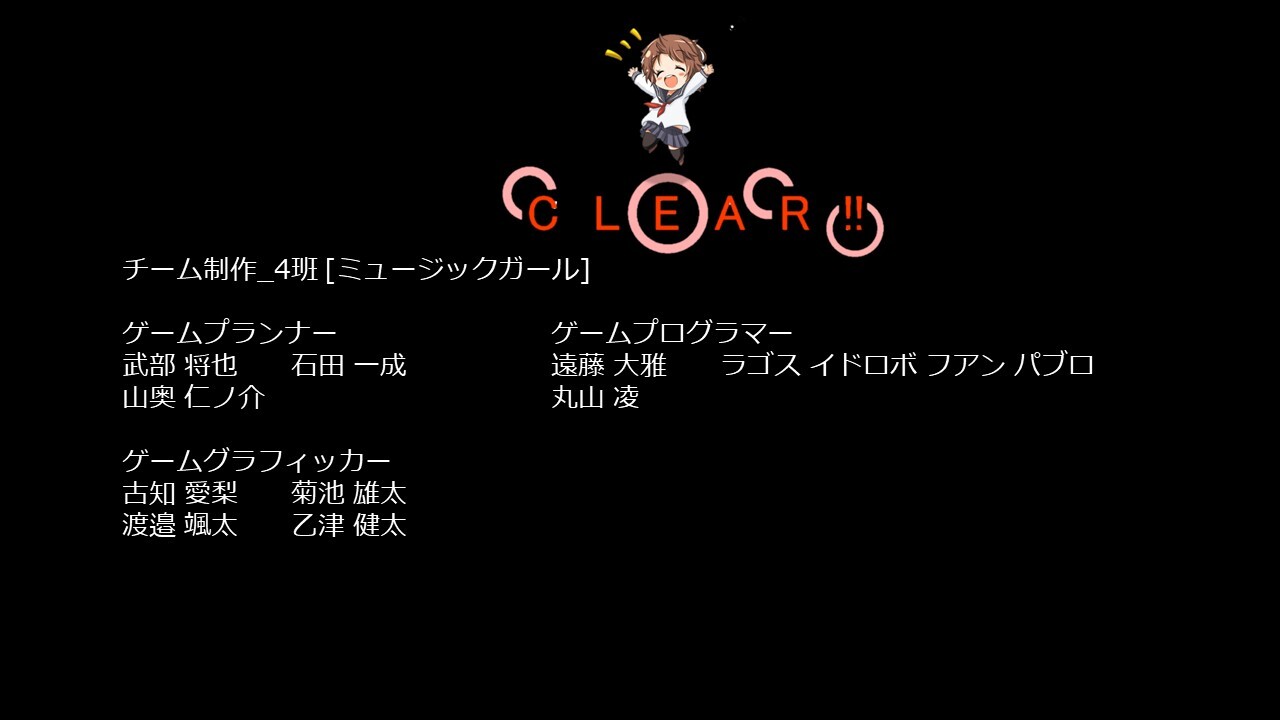 CLEAR!!
チーム制作_4班 [ミュージックガール]
ゲームプランナー
武部 将也　　石田 一成
山奥 仁ノ介
ゲームプログラマー
遠藤 大雅　　ラゴス イドロボ フアン パブロ
丸山 凌
ゲームグラフィッカー
古知 愛梨　　菊池 雄太
渡邉 颯太　　乙津 健太